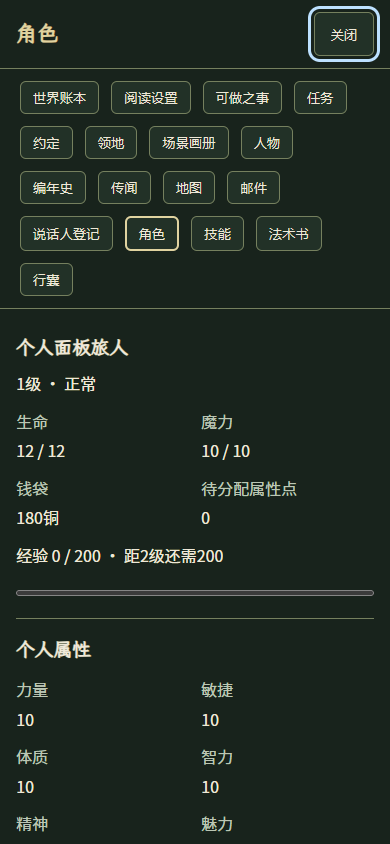 角色
关闭
世界账本 阅读设置 可做之事 任务
约定 领地 场景画册 人物
编年史 传闻 地图 邮件
说话人登记 角色 技能 法术书
行囊
个人面板旅人
1级 · 正常
生命 魔力
12 / 12 10 / 10
钱袋 待分配属性点
180铜 0
经验 0 / 200 · 距2级还需200
个人属性
力量 敏捷
10 10
体质 智力
10 10
精神 魅力